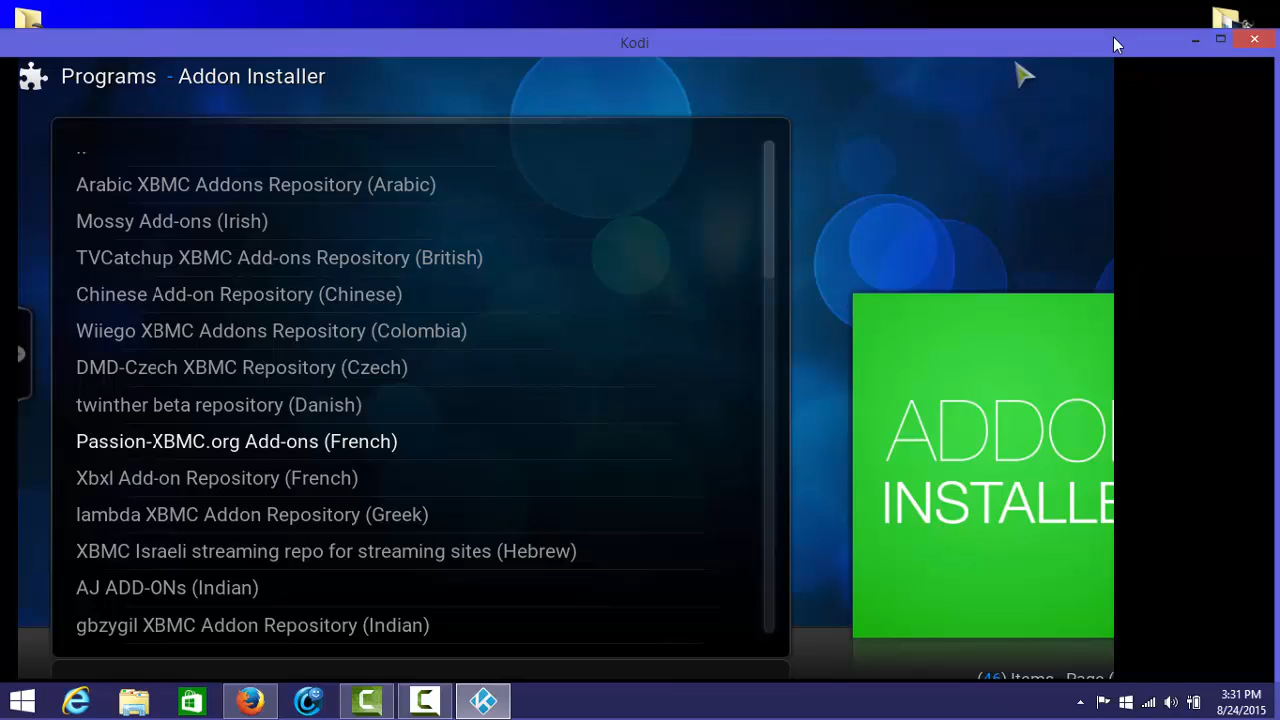 Kodi
Programs - Addon Installer
..
Arabic XBMC Addons Repository (Arabic)
Mossy Add-ons (Irish)
TVCatchup XBMC Add-ons Repository (British)
Chinese Add-on Repository (Chinese)
Wiiego XBMC Addons Repository (Colombia)
DMD-Czech XBMC Repository (Czech)
twinther beta repository (Danish)
Passion-XBMC.org Add-ons (French)
Xbxl Add-on Repository (French)
lambda XBMC Addon Repository (Greek)
XBMC Israeli streaming repo for streaming sites (Hebrew)
AJ ADD-ONs (Indian)
gbzygil XBMC Addon Repository (Indian)
ADDO
INSTALLE
(46) Items - Page (
3:31 PM
8/24/2015